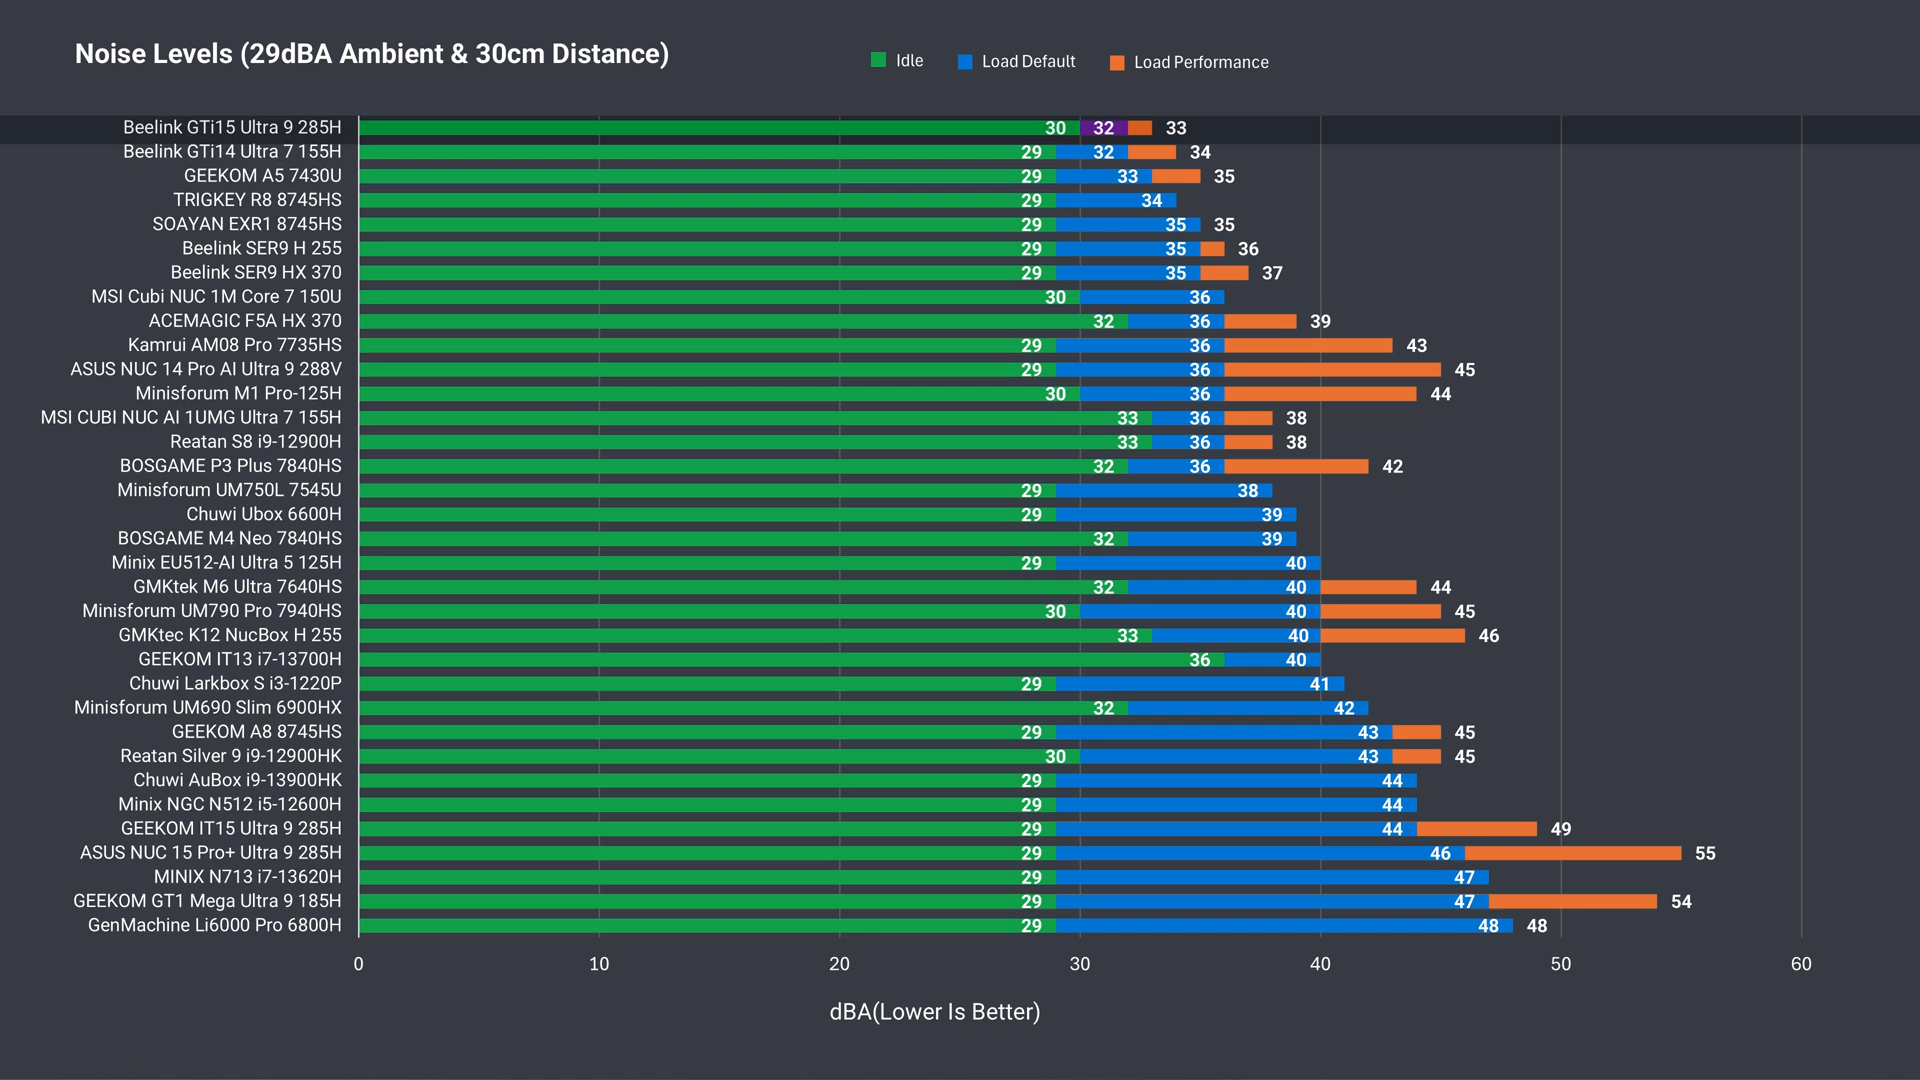 Noise Levels (29dBA Ambient & 30cm Distance)
Idle Load Default Load Performance
Beelink GTi15 Ultra 9 285H 30 32 33
Beelink GTi14 Ultra 7 155H 29 32 34
GEEKOM A5 7430U 29 33 35
TRIGKEY R8 8745HS 29 34
SOAYAN EXR1 8745HS 29 35 35
Beelink SER9 H 255 29 35 36
Beelink SER9 HX 370 29 35 37
MSI Cubi NUC 1M Core 7 150U 30 36
ACEMAGIC F5A HX 370 32 36 39
Kamrui AM08 Pro 7735HS 29 36 43
ASUS NUC 14 Pro AI Ultra 9 288V 29 36 45
Minisforum M1 Pro-125H 30 36 44
MSI CUBI NUC AI 1UMG Ultra 7 155H 33 36 38
Reatan S8 i9-12900H 33 36 38
BOSGAME P3 Plus 7840HS 32 36 42
Minisforum UM750L 7545U 29 38
Chuwi Ubox 6600H 29 39
BOSGAME M4 Neo 7840HS 32 39
Minix EU512-AI Ultra 5 125H 29 40
GMKtek M6 Ultra 7640HS 32 40 44
Minisforum UM790 Pro 7940HS 30 40 45
GMKtec K12 NucBox H 255 33 40 46
GEEKOM IT13 i7-13700H 36 40
Chuwi Larkbox S i3-1220P 29 41
Minisforum UM690 Slim 6900HX 32 42
GEEKOM A8 8745HS 29 43 45
Reatan Silver 9 i9-12900HK 30 43 45
Chuwi AuBox i9-13900HK 29 44
Minix NGC N512 i5-12600H 29 44
GEEKOM IT15 Ultra 9 285H 29 44 49
ASUS NUC 15 Pro+ Ultra 9 285H 29 46 55
MINIX N713 i7-13620H 29 47
GEEKOM GT1 Mega Ultra 9 185H 29 47 54
GenMachine Li6000 Pro 6800H 29 48 48
0 10 20 30 40 50 60
dBA(Lower Is Better)